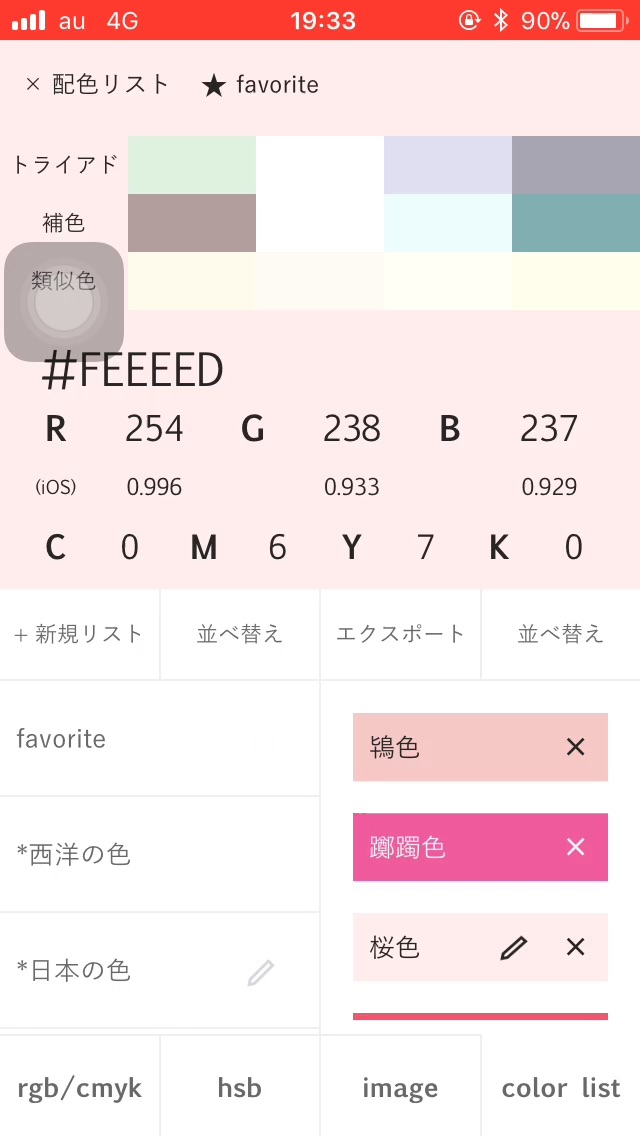 au 4G 19:33 90%
× 配色リスト ★ favorite
トライアド
補色
類似色
#FEEEED
R 254 G 238 B 237
(iOS) 0.996 0.933 0.929
C 0 M 6 Y 7 K 0
+ 新規リスト 並べ替え エクスポート 並べ替え
favorite
*西洋の色
*日本の色
鴇色 ×
躑躅色 ×
桜色 ×
rgb/cmyk hsb image color list